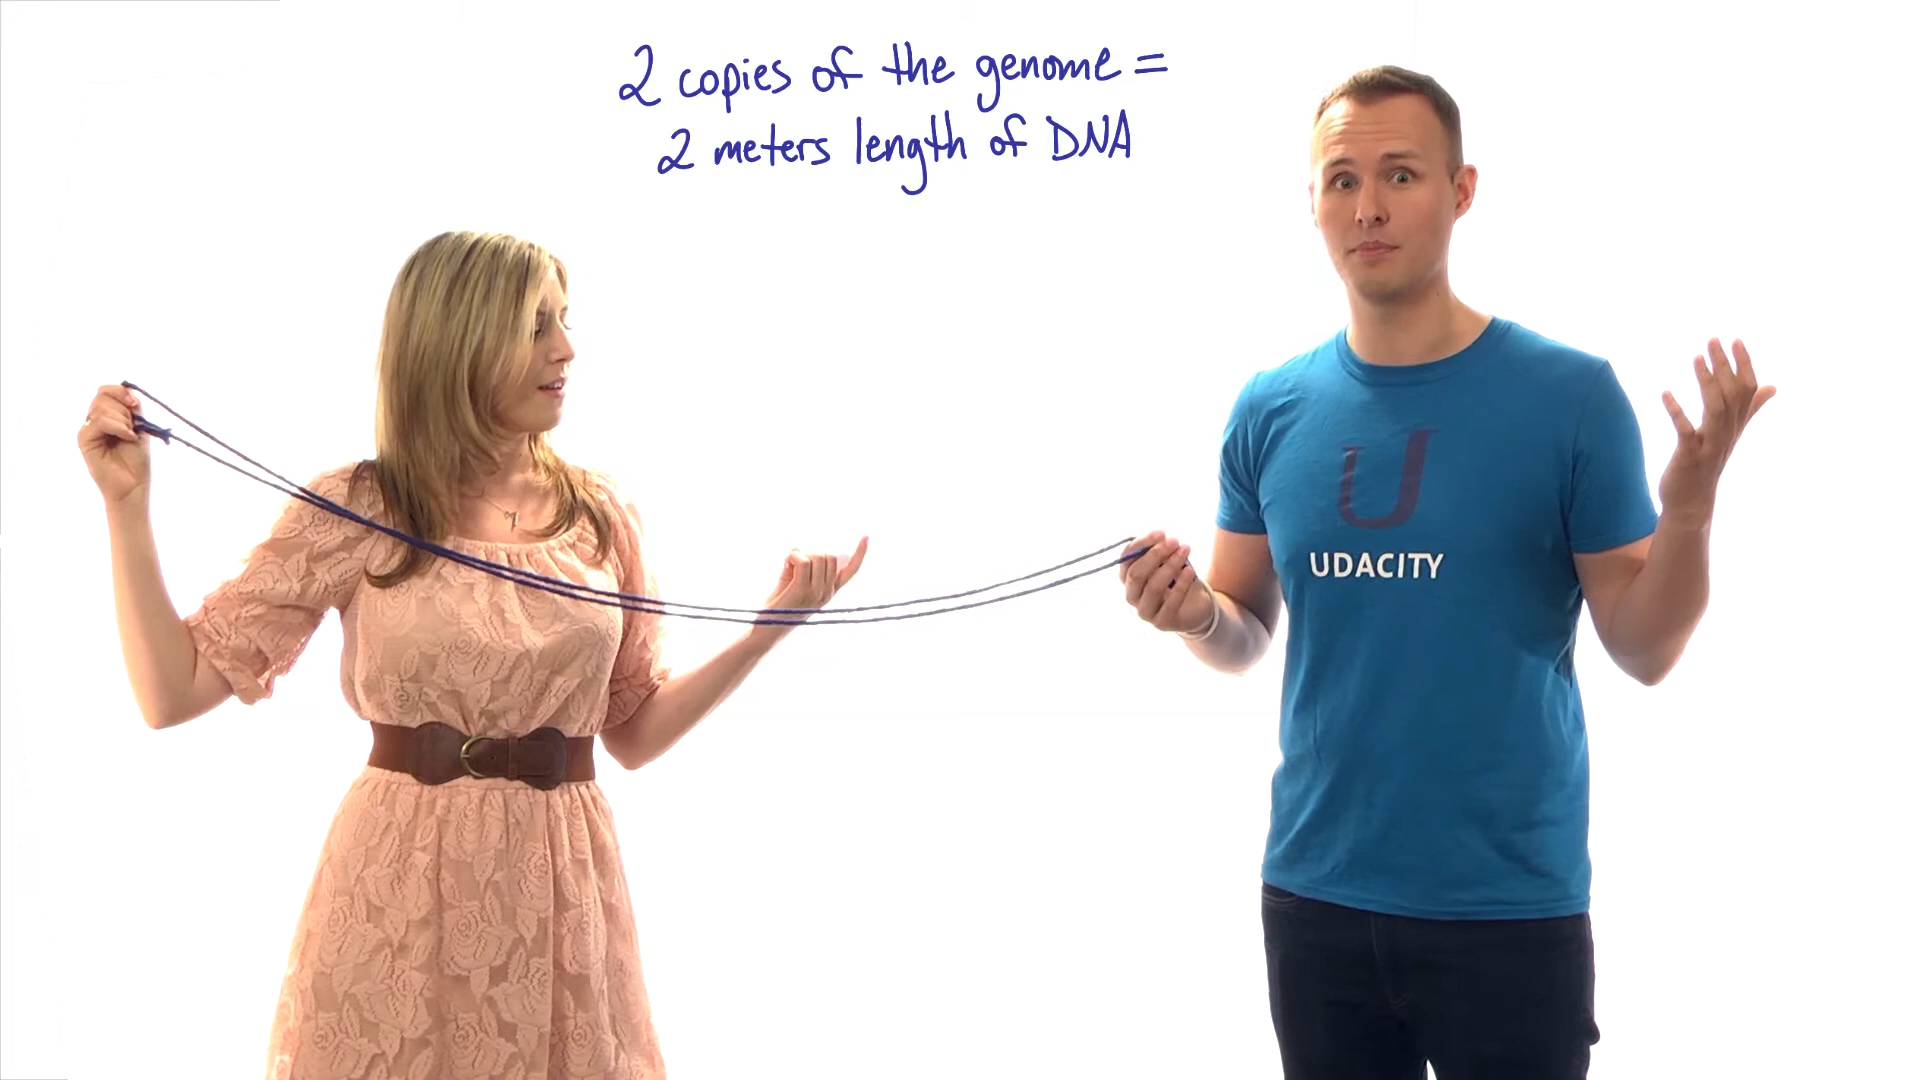 2 copies of the genome =
2 meters length of DNA
U
UDACITY